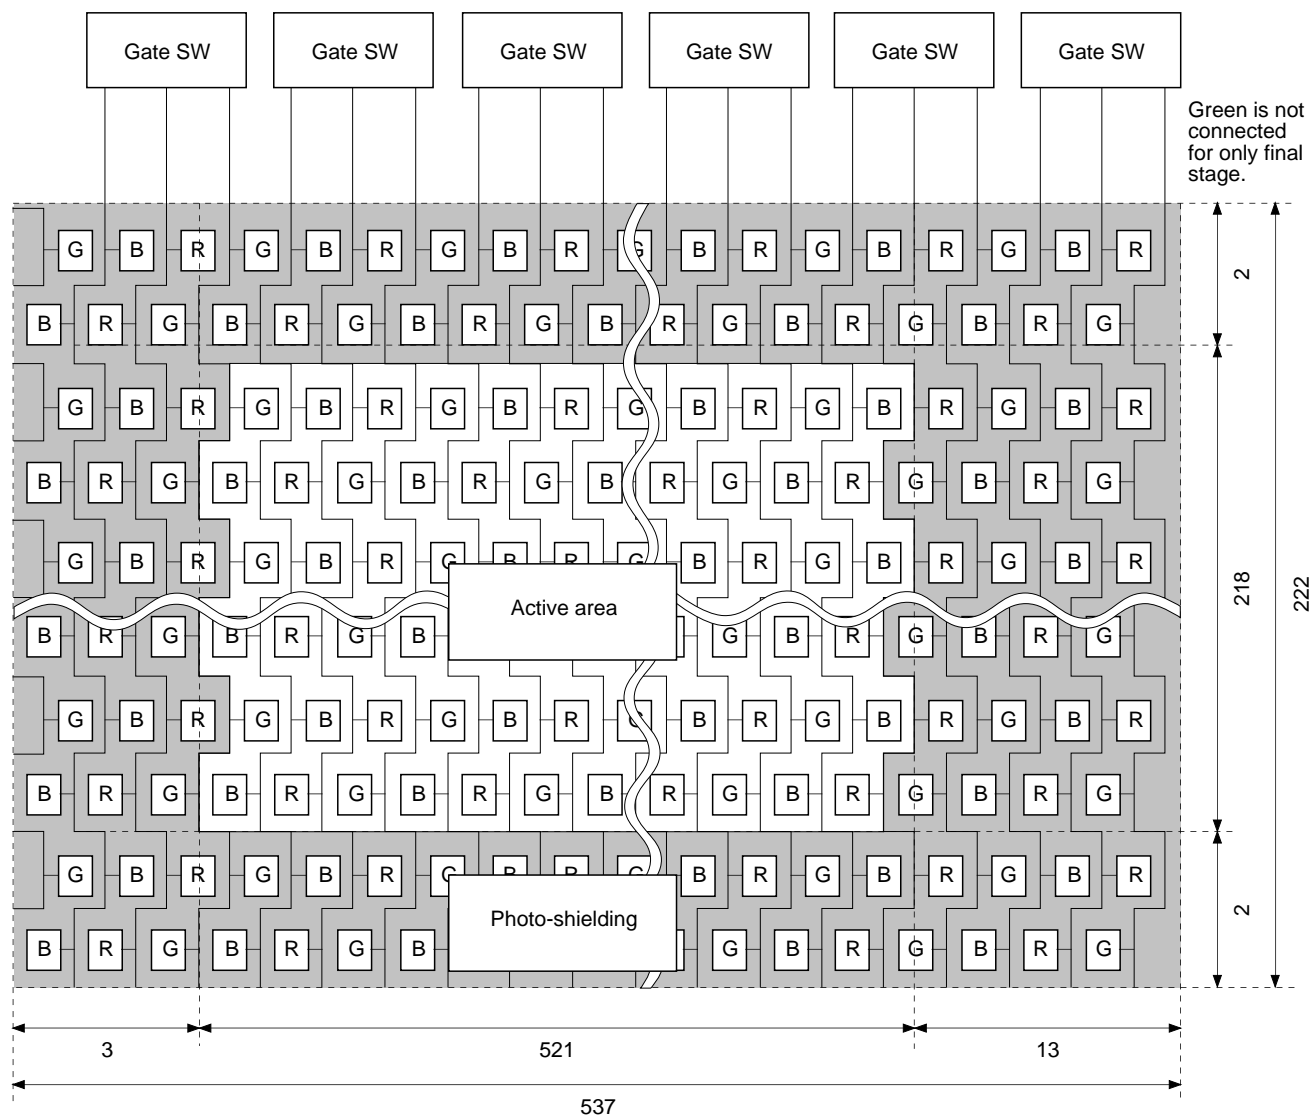 Gate SW Gate SW Gate SW Gate SW Gate SW Gate SW
Green is not
connected
for only final
stage.
G B R G B R G B R G B R G B R G B R
2
B R G B R G B R G B R G B R G B R G
G B R G B R G B R G B R G B R G B R
B R G B R G B R G B R G B R G B R G
G B R G B R G B R G B R G B R G B R
218
222
Active area
B R G B R G B G B R G B R G
G B R G B R G B R G B R G B R G B R
B R G B R G B R G B R G B R G B R G
G B R G B R G B R G B R G B R G B R
2
Photo-shielding
B R G B R G B G B R G B R G
3 521 13
537